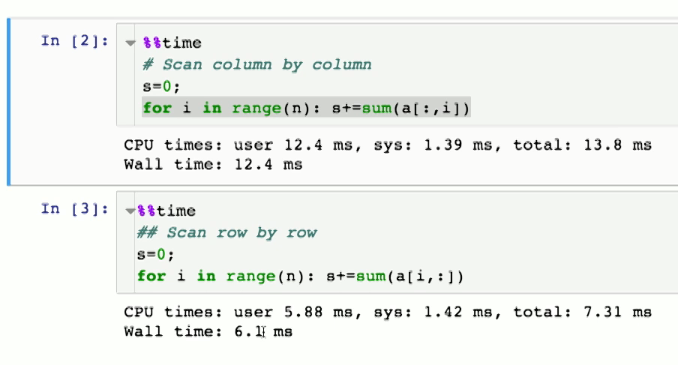 In [2]: %%time
# Scan column by column
s=0;
for i in range(n): s+=sum(a[:,i])
CPU times: user 12.4 ms, sys: 1.39 ms, total: 13.8 ms
Wall time: 12.4 ms
In [3]: %%time
## Scan row by row
s=0;
for i in range(n): s+=sum(a[i,:])
CPU times: user 5.88 ms, sys: 1.42 ms, total: 7.31 ms
Wall time: 6.1 ms